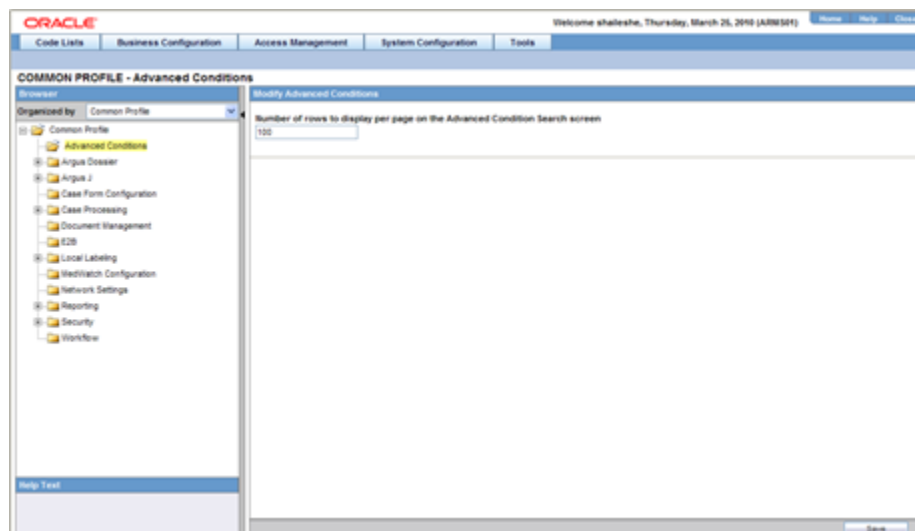 ORACLE
Welcome shaileshe, Thursday, March 25, 2010 (ARMS01)
Home Help Close
Code Lists Business Configuration Access Management System Configuration Tools
COMMON PROFILE - Advanced Conditions
Browser
Modify Advanced Conditions
Organized by Common Profile
Number of rows to display per page on the Advanced Condition Search screen
100
Common Profile
Advanced Conditions
Argus Dossier
Argus J
Case Form Configuration
Case Processing
Document Management
E2B
Local Labeling
MedWatch Configuration
Network Settings
Reporting
Security
Workflow
Help Text
Save